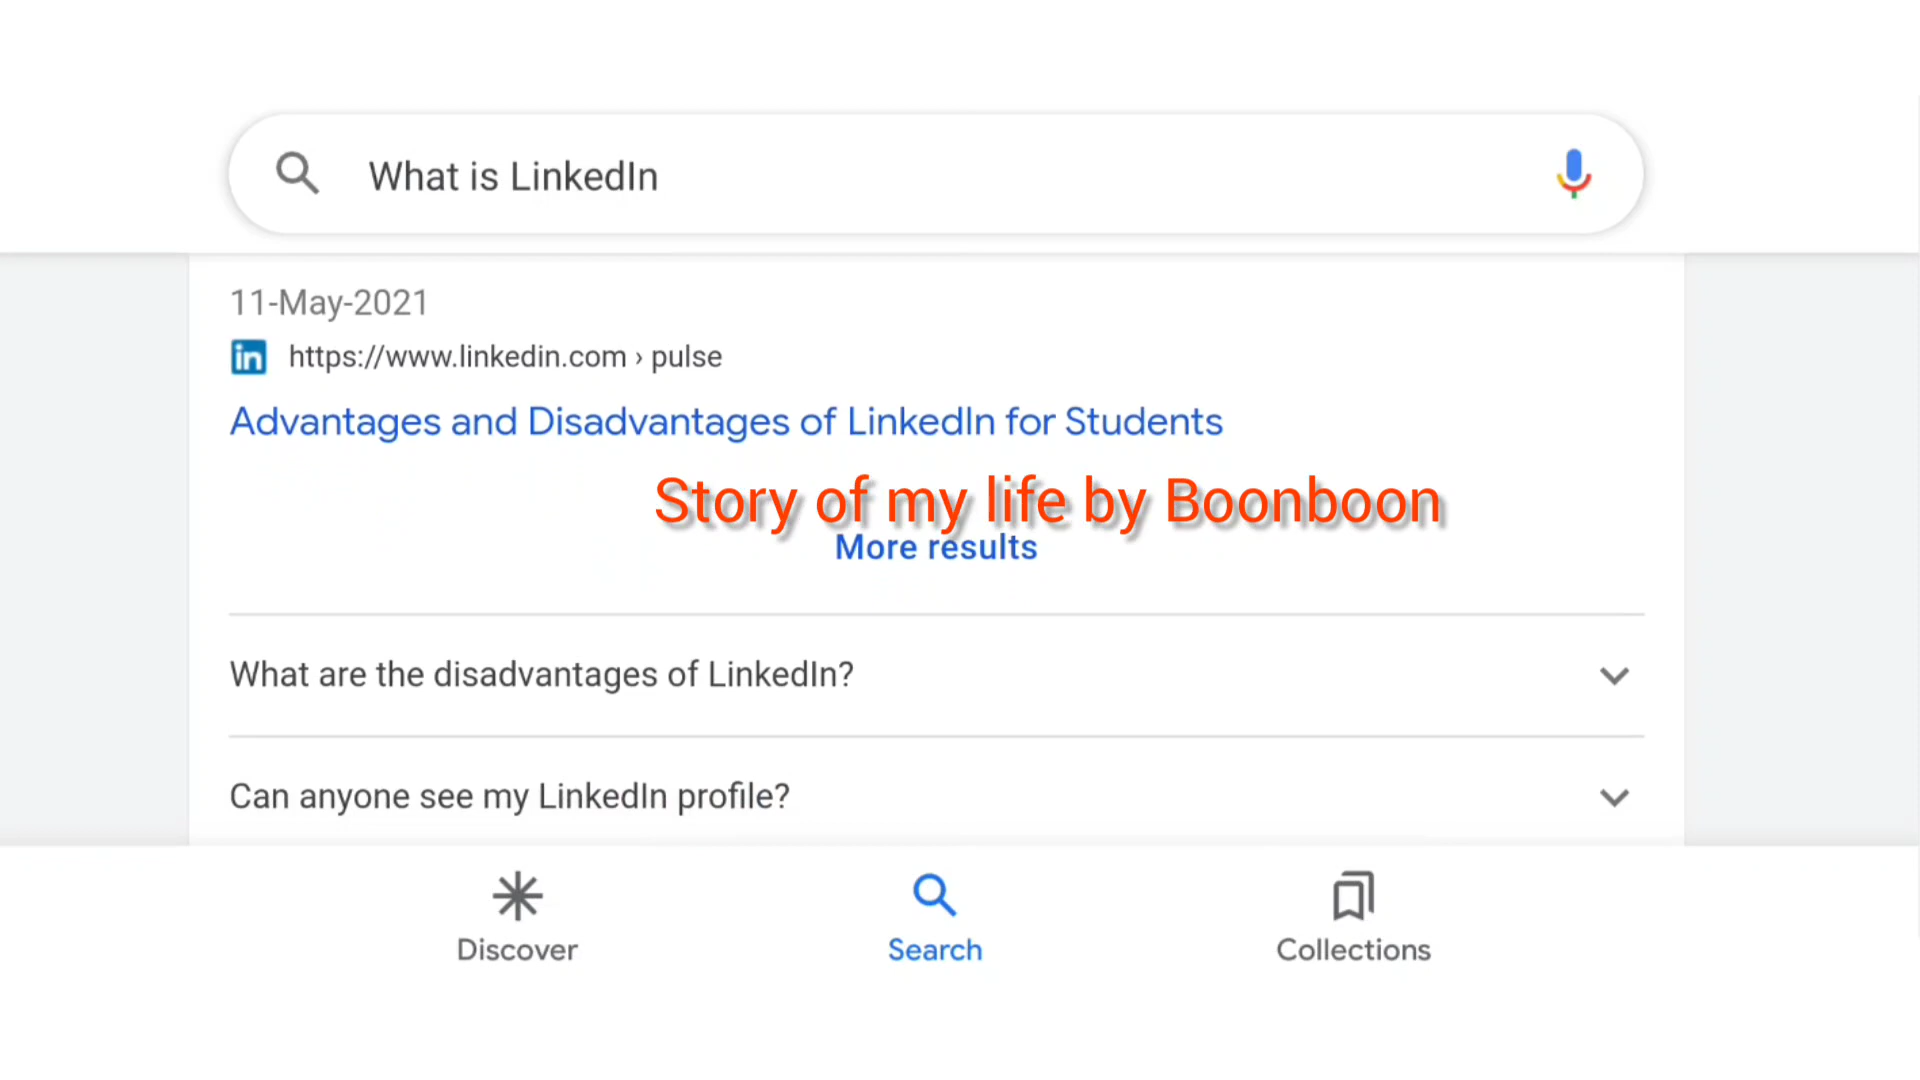 What is LinkedIn
11-May-2021
in https://www.linkedin.com › pulse
Advantages and Disadvantages of LinkedIn for Students
Story of my life by Boonboon
More results
What are the disadvantages of LinkedIn?
Can anyone see my LinkedIn profile?
Discover
Search
Collections